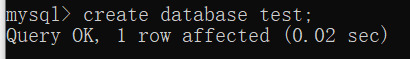 mysql> create database test;
Query OK, 1 row affected (0.02 sec)